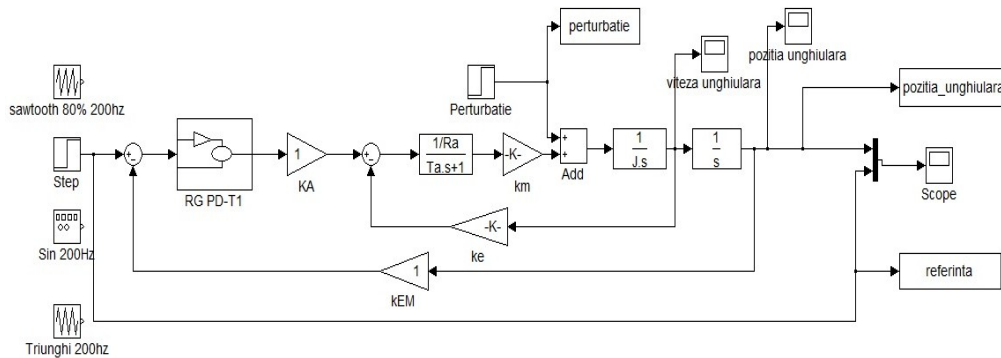 perturbatie
pozitia unghiulara
sawtooth 80% 200hz
Perturbatie
viteza unghiulara
pozitia_unghiulara
Step
RG PD-T1
1
KA
1/Ra
Ta.s+1
-K-
km
+
+
Add
1
J.s
1
s
Scope
Sin 200Hz
-K-
ke
1
kEM
referinta
Triunghi 200hz